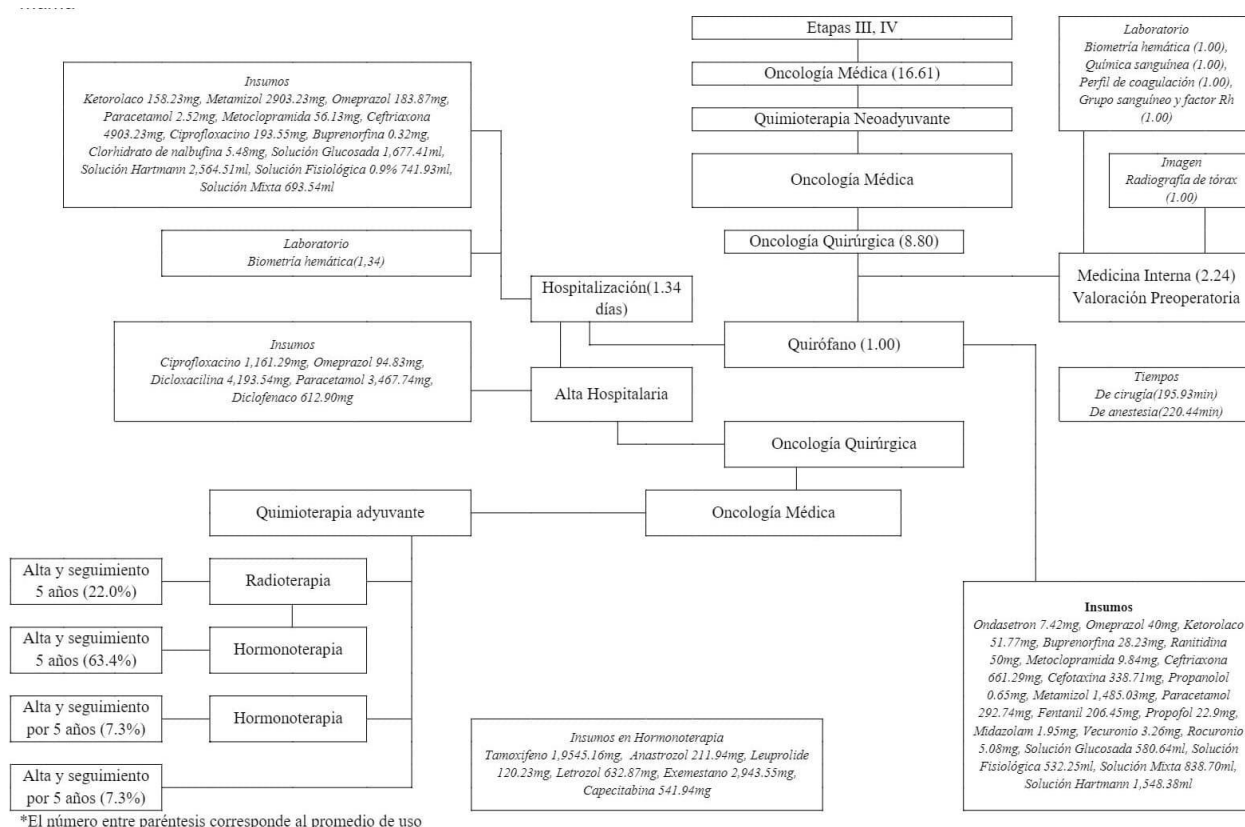 Etapas III, IV
Oncología Médica (16.61)
Quimioterapia Neoadyuvante
Oncología Médica
Oncología Quirúrgica (8.80)
Laboratorio
Biometría hemática (1.00),
Química sanguínea (1.00),
Perfil de coagulación (1.00),
Grupo sanguíneo y factor Rh
(1.00)
Imagen
Radiografía de tórax
(1.00)
Medicina Interna (2.24)
Valoración Preoperatoria
Insumos
Ketorolaco 158.23mg, Metamizol 2903.23mg, Omeprazol 183.87mg,
Paracetamol 2.52mg, Metoclopramida 56.13mg, Ceftriaxona
4903.23mg, Ciprofloxacino 193.55mg, Buprenorfina 0.32mg,
Clorhidrato de nalbufina 5.48mg, Solución Glucosada 1,677.41ml,
Solución Hartmann 2,564.51ml, Solución Fisiológica 0.9% 741.93ml,
Solución Mixta 693.54ml
Laboratorio
Biometría hemática(1,34)
Hospitalización(1.34
días)
Quirófano (1.00)
Insumos
Ciprofloxacino 1,161.29mg, Omeprazol 94.83mg,
Dicloxacilina 4,193.54mg, Paracetamol 3,467.74mg,
Diclofenaco 612.90mg
Alta Hospitalaria
Tiempos
De cirugía(195.93min)
De anestesia(220.44min)
Oncología Quirúrgica
Oncología Médica
Quimioterapia adyuvante
Alta y seguimiento
5 años (22.0%)
Radioterapia
Alta y seguimiento
5 años (63.4%)
Hormonoterapia
Alta y seguimiento
por 5 años (7.3%)
Hormonoterapia
Alta y seguimiento
por 5 años (7.3%)
Insumos en Hormonoterapia
Tamoxifeno 1,9545.16mg, Anastrozol 211.94mg, Leuprolide
120.23mg, Letrozol 632.87mg, Exemestano 2,943.55mg,
Capecitabina 541.94mg
Insumos
Ondasetron 7.42mg, Omeprazol 40mg, Ketorolaco
51.77mg, Buprenorfina 28.23mg, Ranitidina
50mg, Metoclopramida 9.84mg, Ceftriaxona
661.29mg, Cefotaxina 338.71mg, Propanolol
0.65mg, Metamizol 1,485.03mg, Paracetamol
292.74mg, Fentanil 206.45mg, Propofol 22.9mg,
Midazolam 1.95mg, Vecuronio 3.26mg, Rocuronio
5.08mg, Solución Glucosada 580.64ml, Solución
Fisiológica 532.25ml, Solución Mixta 838.70ml,
Solución Hartmann 1,548.38ml
*El número entre paréntesis corresponde al promedio de uso